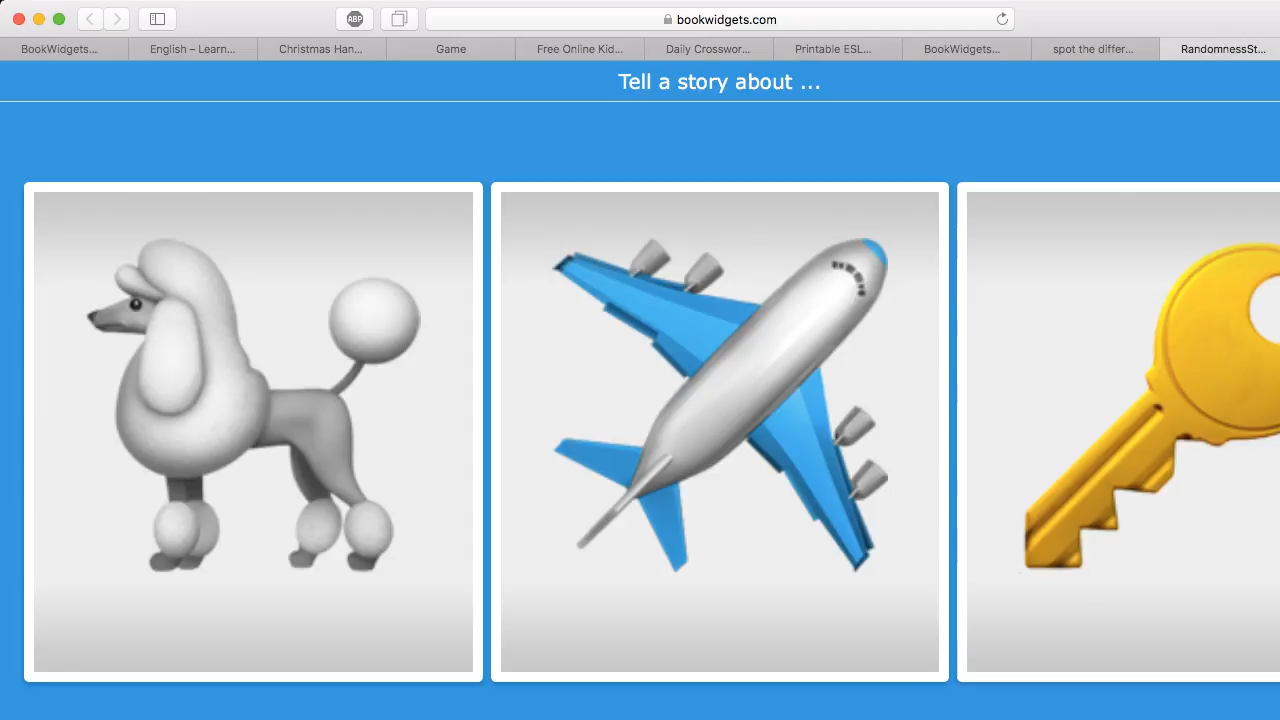 ABP
bookwidgets.com
BookWidgets...
English – Learn...
Christmas Han...
Game
Free Online Kid...
Daily Crosswor...
Printable ESL...
BookWidgets...
spot the differ...
RandomnessSt...
Tell a story about ...